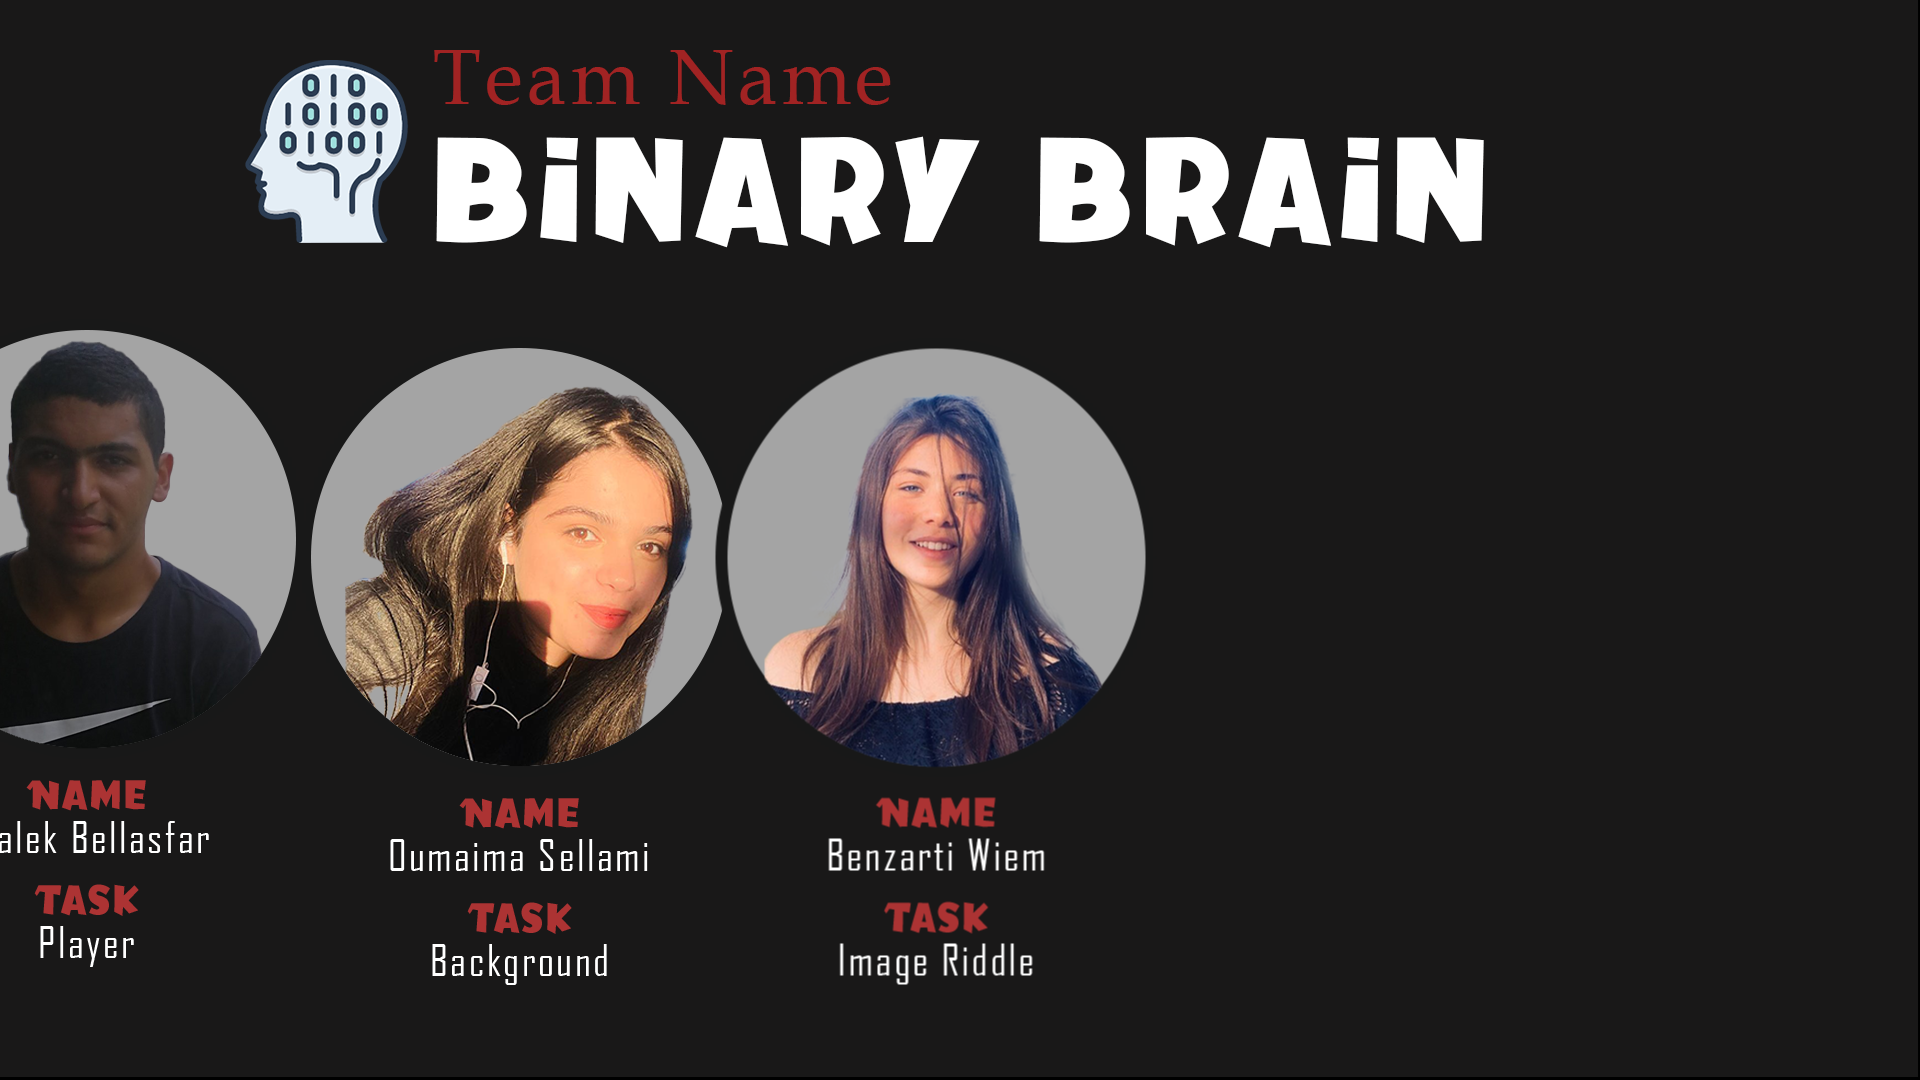 010
10100
01001
Team Name
BiNARY BRAiN
NAME
alek Bellasfar
TASK
Player
NAME
Oumaima Sellami
TASK
Background
NAME
Benzarti Wiem
TASK
Image Riddle